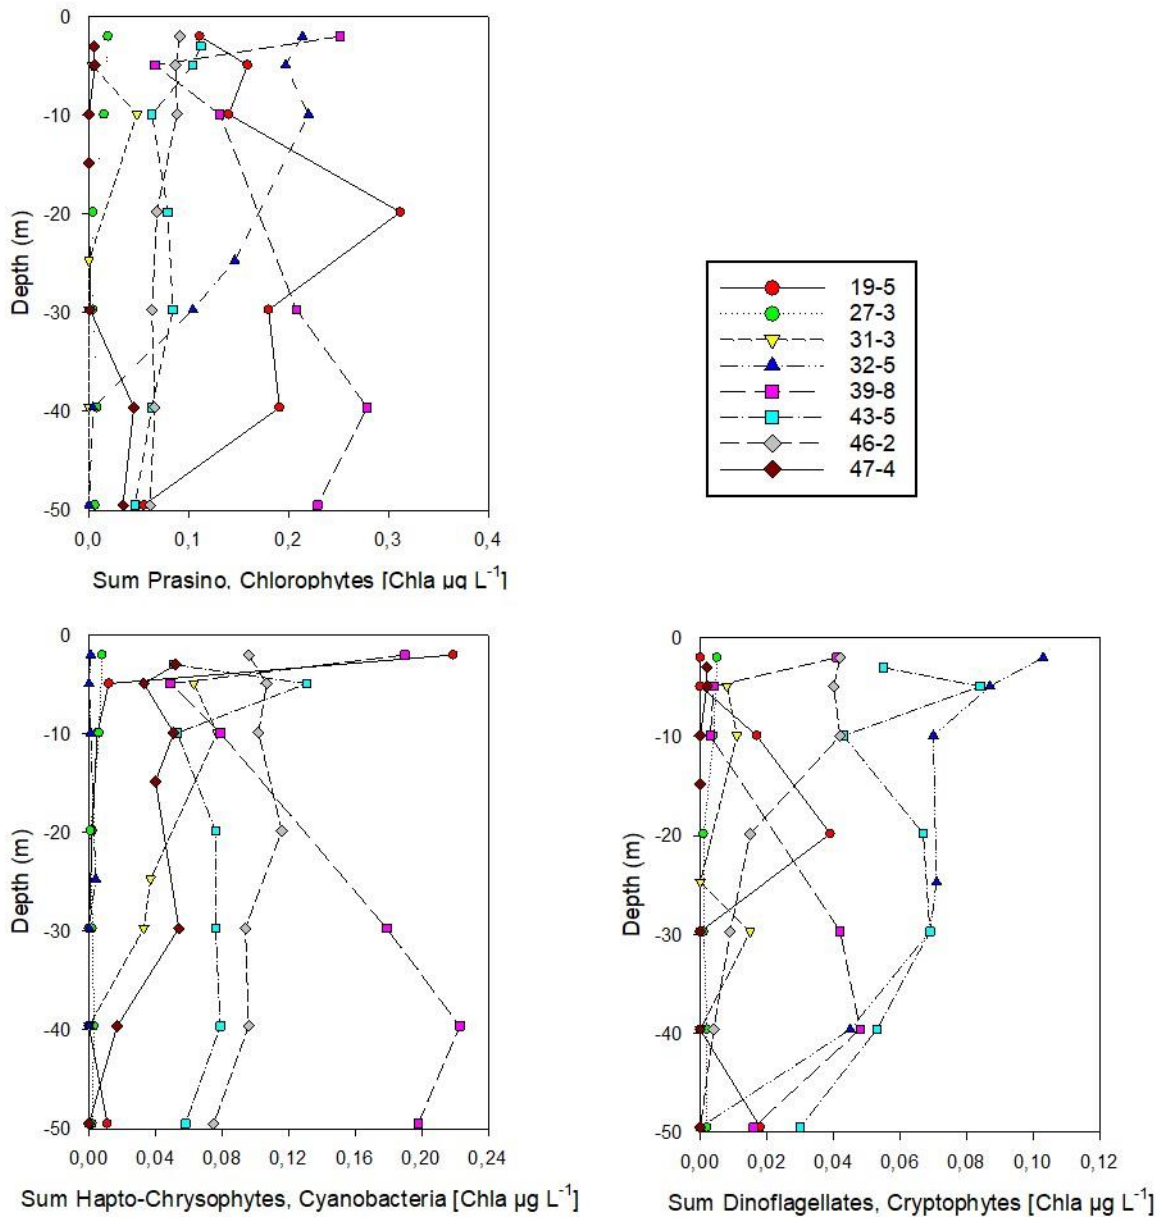 0
-10
-20
-30
-40
-50
Depth (m)
0,0 0,1 0,2 0,3 0,4
Sum Prasino, Chlorophytes [Chla µg L⁻¹]
19-5
27-3
31-3
32-5
39-8
43-5
46-2
47-4
0
-10
-20
-30
-40
-50
Depth (m)
0,00 0,04 0,08 0,12 0,16 0,20 0,24
Sum Hapto-Chrysophytes, Cyanobacteria [Chla µg L⁻¹]
0
-10
-20
-30
-40
-50
Depth (m)
0,00 0,02 0,04 0,06 0,08 0,10 0,12
Sum Dinoflagellates, Cryptophytes [Chla µg L⁻¹]